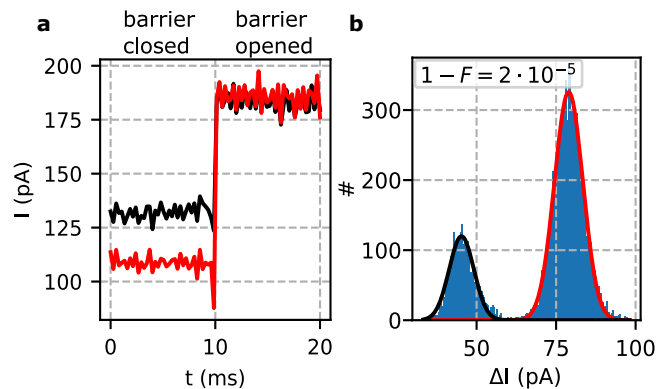 a
barrier closed
barrier opened
200
175
150
125
100
I (pA)
0
10
20
t (ms)
b
1 − F = 2 · 10⁻⁵
300
200
100
0
#
50
75
100
ΔI (pA)